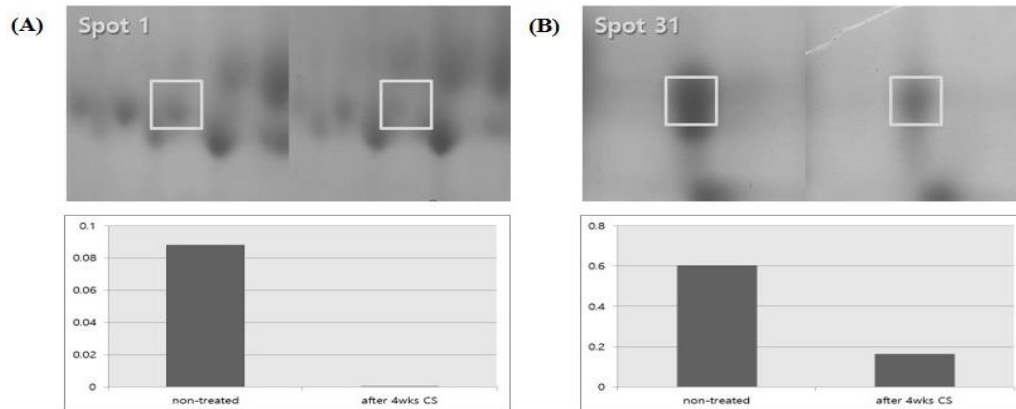 (A)
Spot 1
0.1
0.08
0.06
0.04
0.02
0
non-treated after 4wks CS
(B)
Spot 31
0.8
0.6
0.4
0.2
0
non-treated after 4wks CS